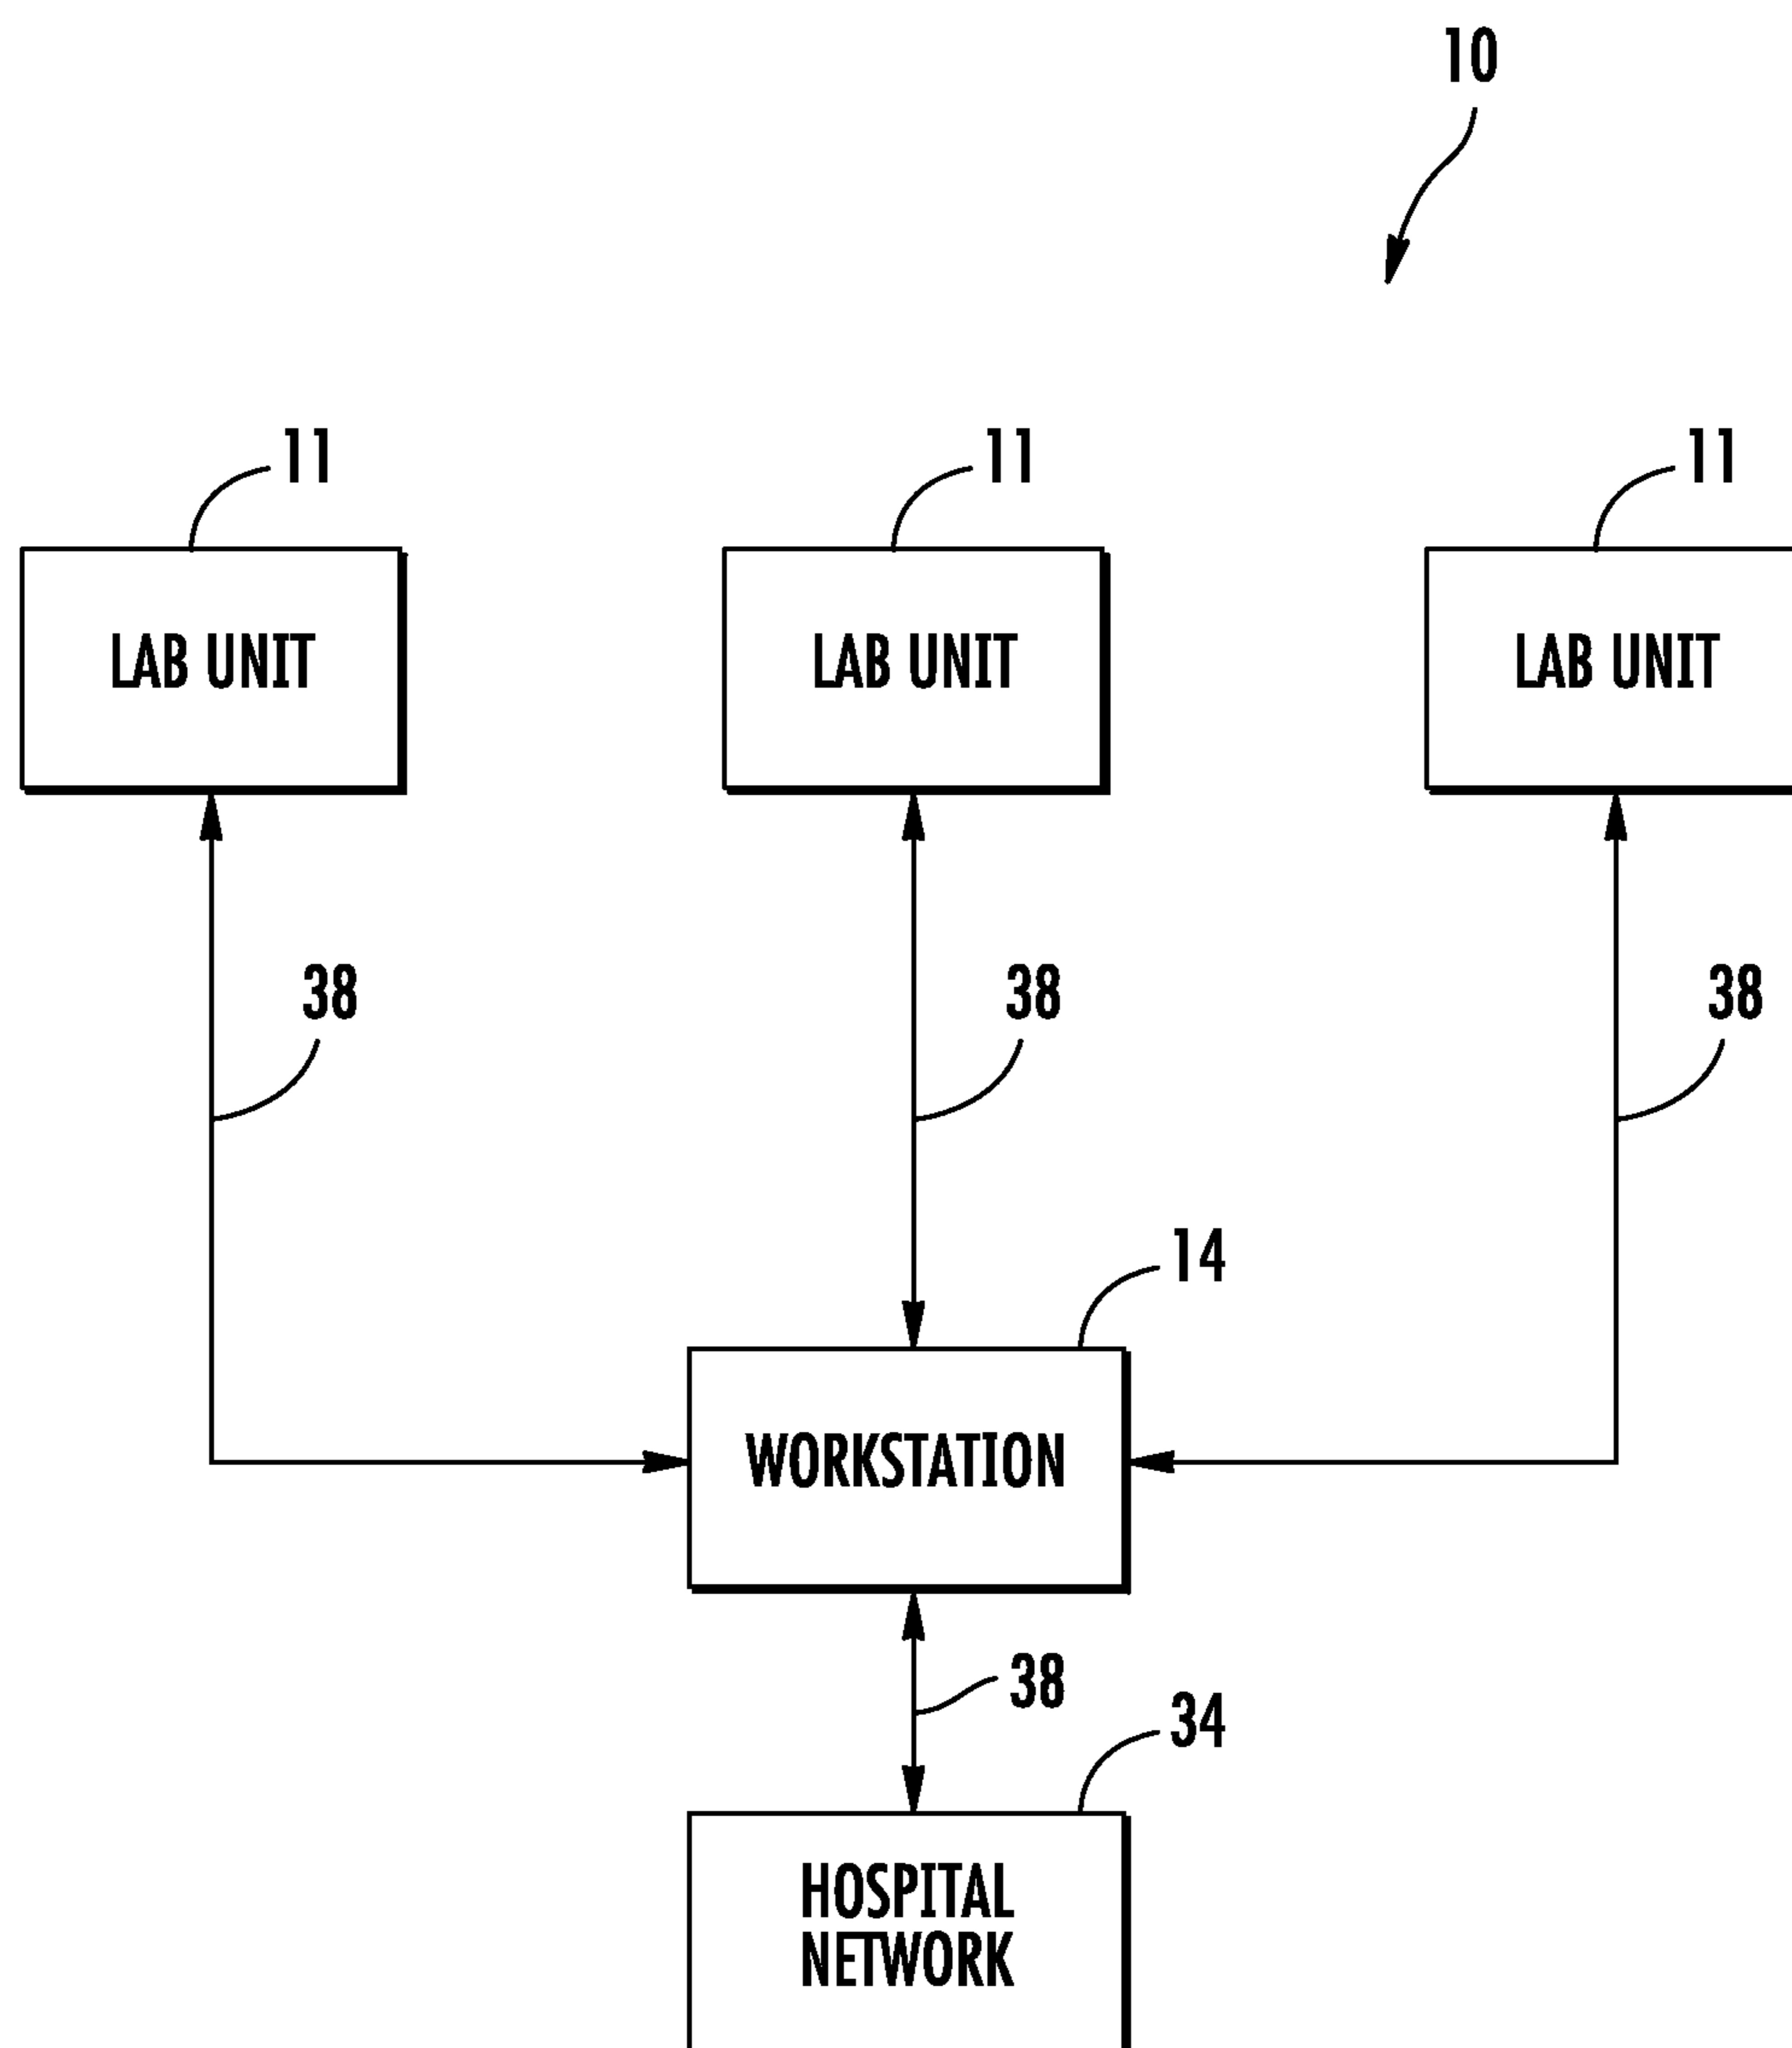 10
11 11 11
LAB UNIT LAB UNIT LAB UNIT
38 38 38
14
WORKSTATION
38
34
HOSPITAL
NETWORK